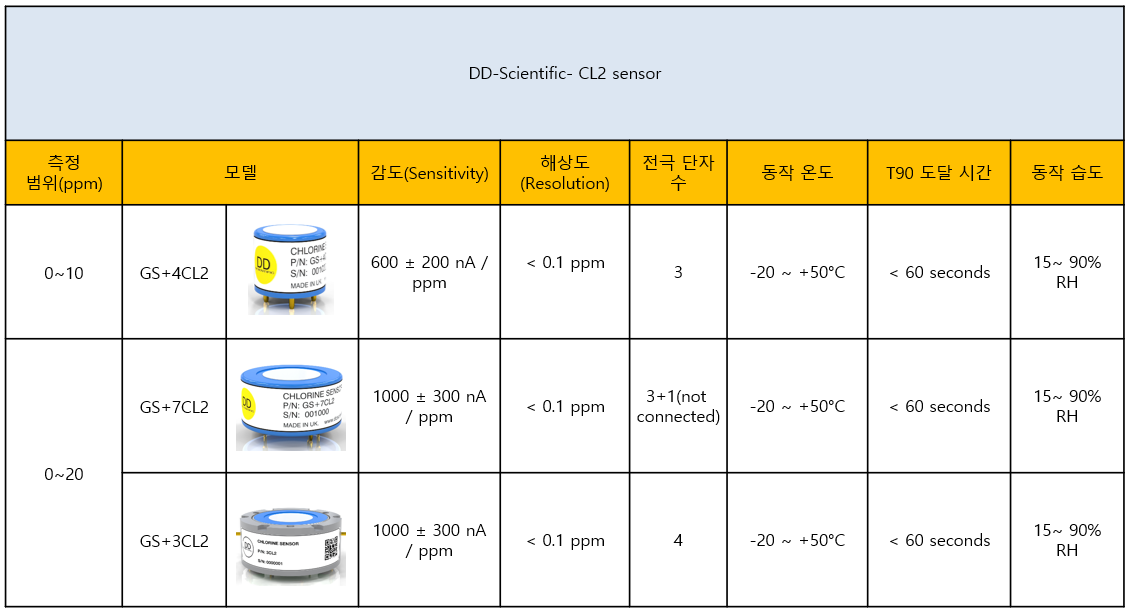 DD-Scientific- CL2 sensor
측정
범위(ppm)
모델
감도(Sensitivity)
해상도
(Resolution)
전극 단자
수
동작 온도
T90 도달 시간
동작 습도
0~10
GS+4CL2
DD
CHLORINE
P/N: GS+4C
S/N: 0010
MADE IN UK
600 ± 200 nA /
ppm
< 0.1 ppm
3
-20 ~ +50°C
< 60 seconds
15~ 90%
RH
0~20
GS+7CL2
DD
CHLORINE SENSO
P/N: GS+7CL2
S/N: 001000
MADE IN UK
1000 ± 300 nA
/ ppm
< 0.1 ppm
3+1(not
connected)
-20 ~ +50°C
< 60 seconds
15~ 90%
RH
GS+3CL2
DD
CHLORINE SENSOR
P/N: 3CL2
S/N: 0000001
1000 ± 300 nA
/ ppm
< 0.1 ppm
4
-20 ~ +50°C
< 60 seconds
15~ 90%
RH